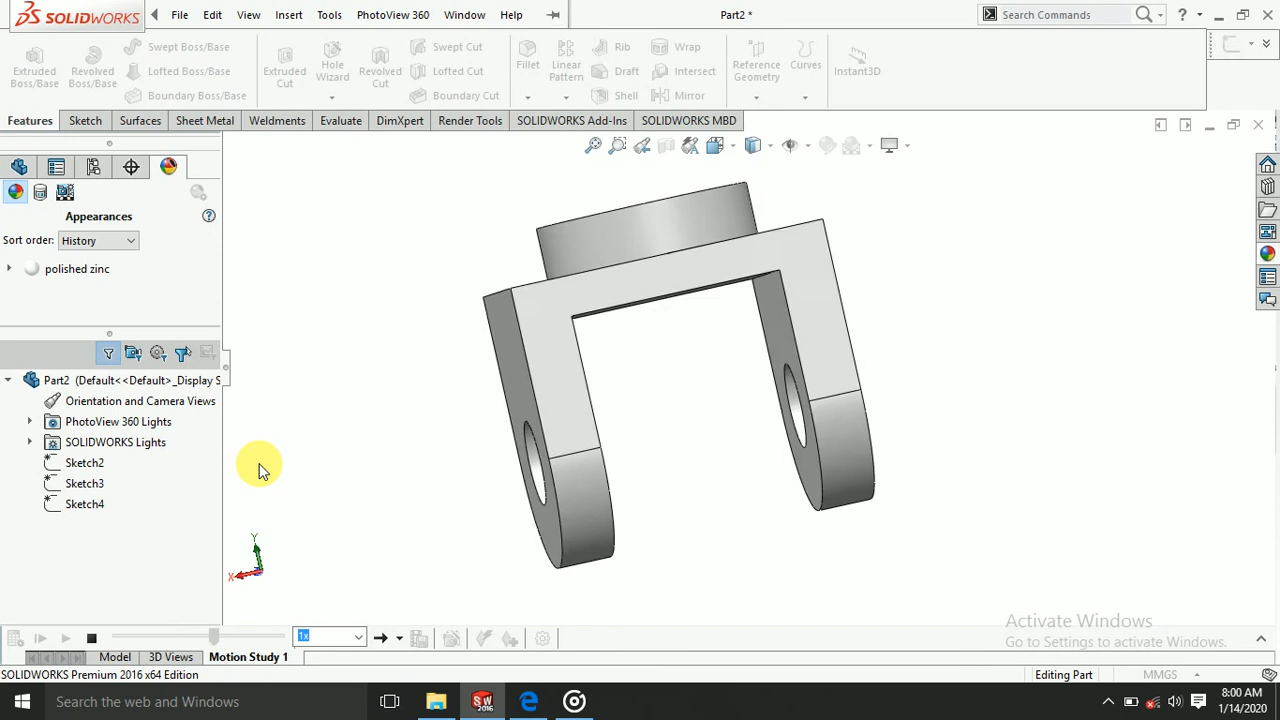 SOLIDWORKS File Edit View Insert Tools PhotoView 360 Window Help Part2 * Search Commands ?
Extruded Boss/Base Revolved Boss/Base Swept Boss/Base Lofted Boss/Base Boundary Boss/Base Extruded Cut Hole Wizard Revolved Cut Swept Cut Lofted Cut Boundary Cut Fillet Linear Pattern Rib Draft Shell Wrap Intersect Mirror Reference Geometry Curves Instant3D
Features Sketch Surfaces Sheet Metal Weldments Evaluate DimXpert Render Tools SOLIDWORKS Add-Ins SOLIDWORKS MBD
Appearances ?
Sort order: History
polished zinc
Part2 (Default<<Default>_Display S
Orientation and Camera Views
PhotoView 360 Lights
SOLIDWORKS Lights
Sketch2
Sketch3
Sketch4
Y
X
1x
Activate Windows
Go to Settings to activate Windows.
Model 3D Views Motion Study 1
SOLIDWORKS Premium 2016 x64 Edition Editing Part MMGS
Search the web and Windows SW 2016 8:00 AM
1/14/2020